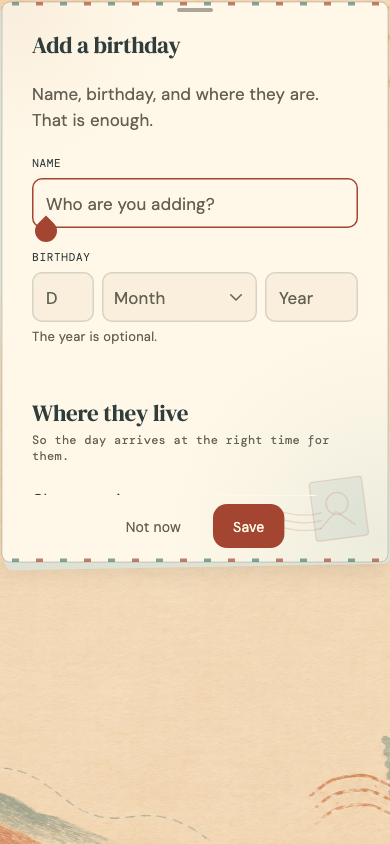 Add a birthday
Name, birthday, and where they are.
That is enough.
NAME
Who are you adding?
BIRTHDAY
D
Month
Year
The year is optional.
Where they live
So the day arrives at the right time for
them.
Not now
Save